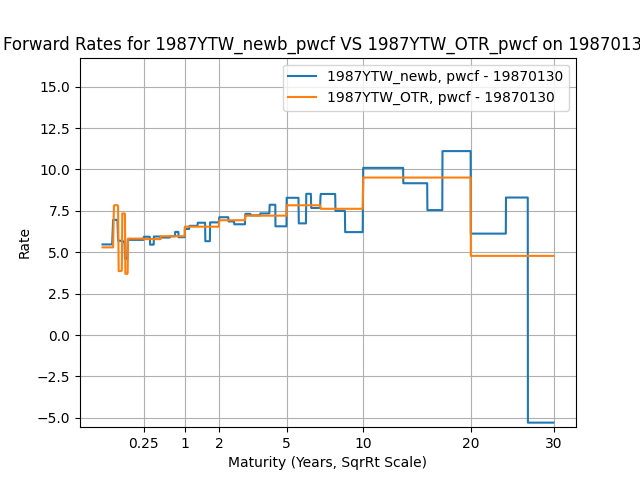 Forward Rates for 1987YTW_newb_pwcf VS 1987YTW_OTR_pwcf on 1987013
1987YTW_newb, pwcf - 19870130
1987YTW_OTR, pwcf - 19870130
15.0
12.5
10.0
7.5
5.0
2.5
0.0
−2.5
−5.0
Rate
0.25 1 2 5 10 20 30
Maturity (Years, SqrRt Scale)